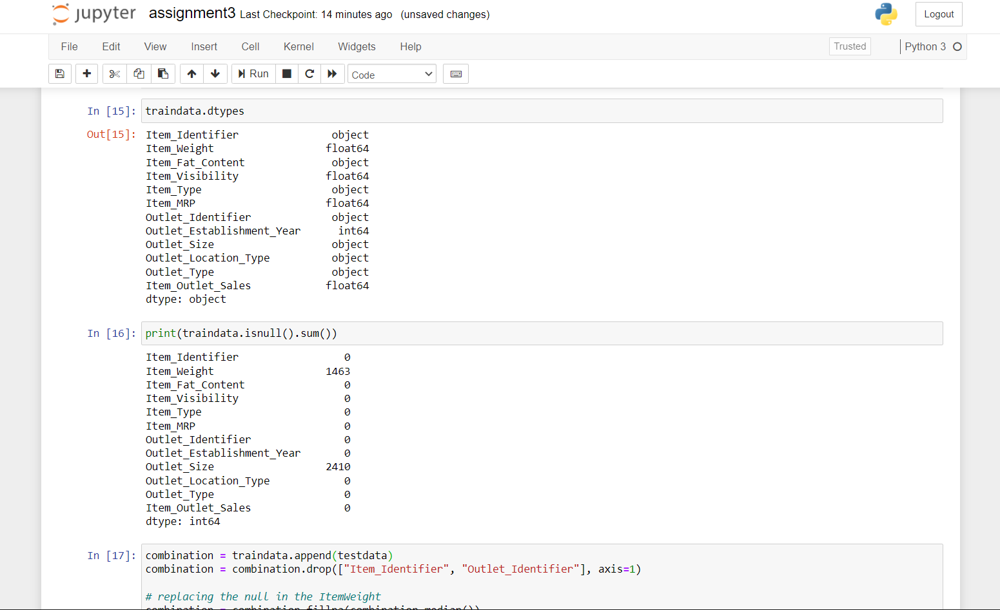 jupyter assignment3 Last Checkpoint: 14 minutes ago (unsaved changes) Logout
File Edit View Insert Cell Kernel Widgets Help Trusted Python 3
Run Code
In [15]: traindata.dtypes
Out[15]: Item_Identifier object
Item_Weight float64
Item_Fat_Content object
Item_Visibility float64
Item_Type object
Item_MRP float64
Outlet_Identifier object
Outlet_Establishment_Year int64
Outlet_Size object
Outlet_Location_Type object
Outlet_Type object
Item_Outlet_Sales float64
dtype: object
In [16]: print(traindata.isnull().sum())
Item_Identifier 0
Item_Weight 1463
Item_Fat_Content 0
Item_Visibility 0
Item_Type 0
Item_MRP 0
Outlet_Identifier 0
Outlet_Establishment_Year 0
Outlet_Size 2410
Outlet_Location_Type 0
Outlet_Type 0
Item_Outlet_Sales 0
dtype: int64
In [17]: combination = traindata.append(testdata)
combination = combination.drop(["Item_Identifier", "Outlet_Identifier"], axis=1)
# replacing the null in the ItemWeight
combination = combination.fillna(combination.median())